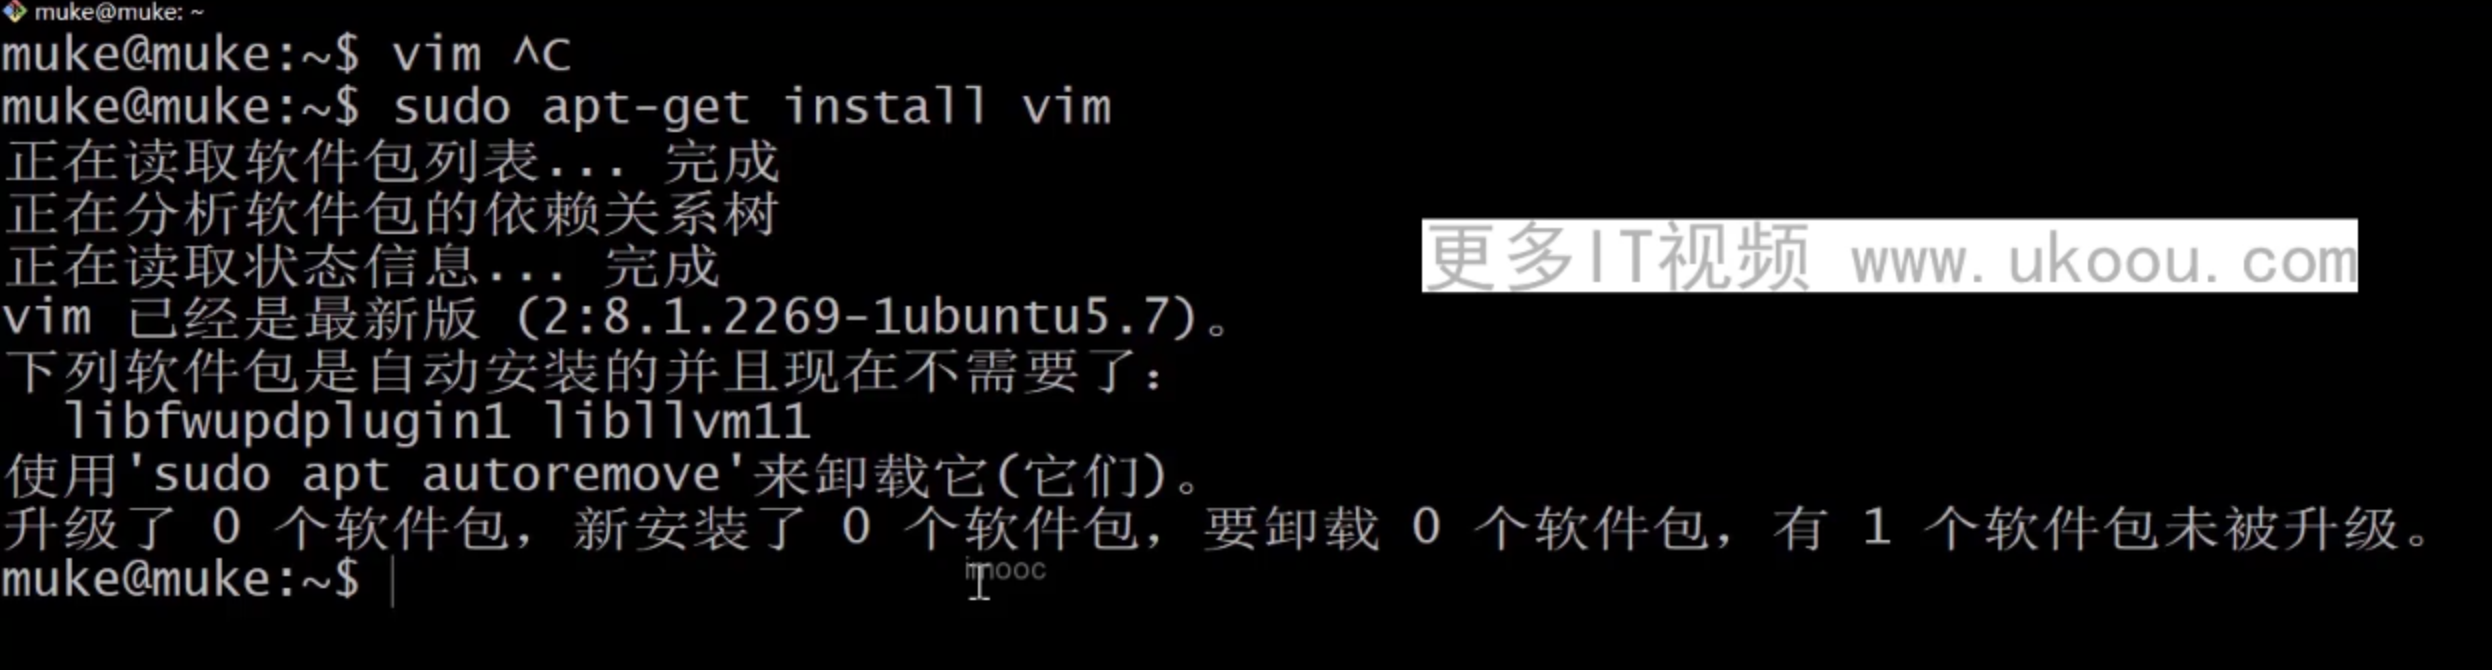 muke@muke: ~
muke@muke:~$ vim ^C
muke@muke:~$ sudo apt-get install vim
正在读取软件包列表... 完成
正在分析软件包的依赖关系树
正在读取状态信息... 完成
更多IT视频 www.ukoou.com
vim 已经是最新版 (2:8.1.2269-1ubuntu5.7)。
下列软件包是自动安装的并且现在不需要了：
libfwupdplugin1 libllvm11
使用'sudo apt autoremove'来卸载它(它们)。
升级了 0 个软件包，新安装了 0 个软件包，要卸载 0 个软件包，有 1 个软件包未被升级。
muke@muke:~$
imooc